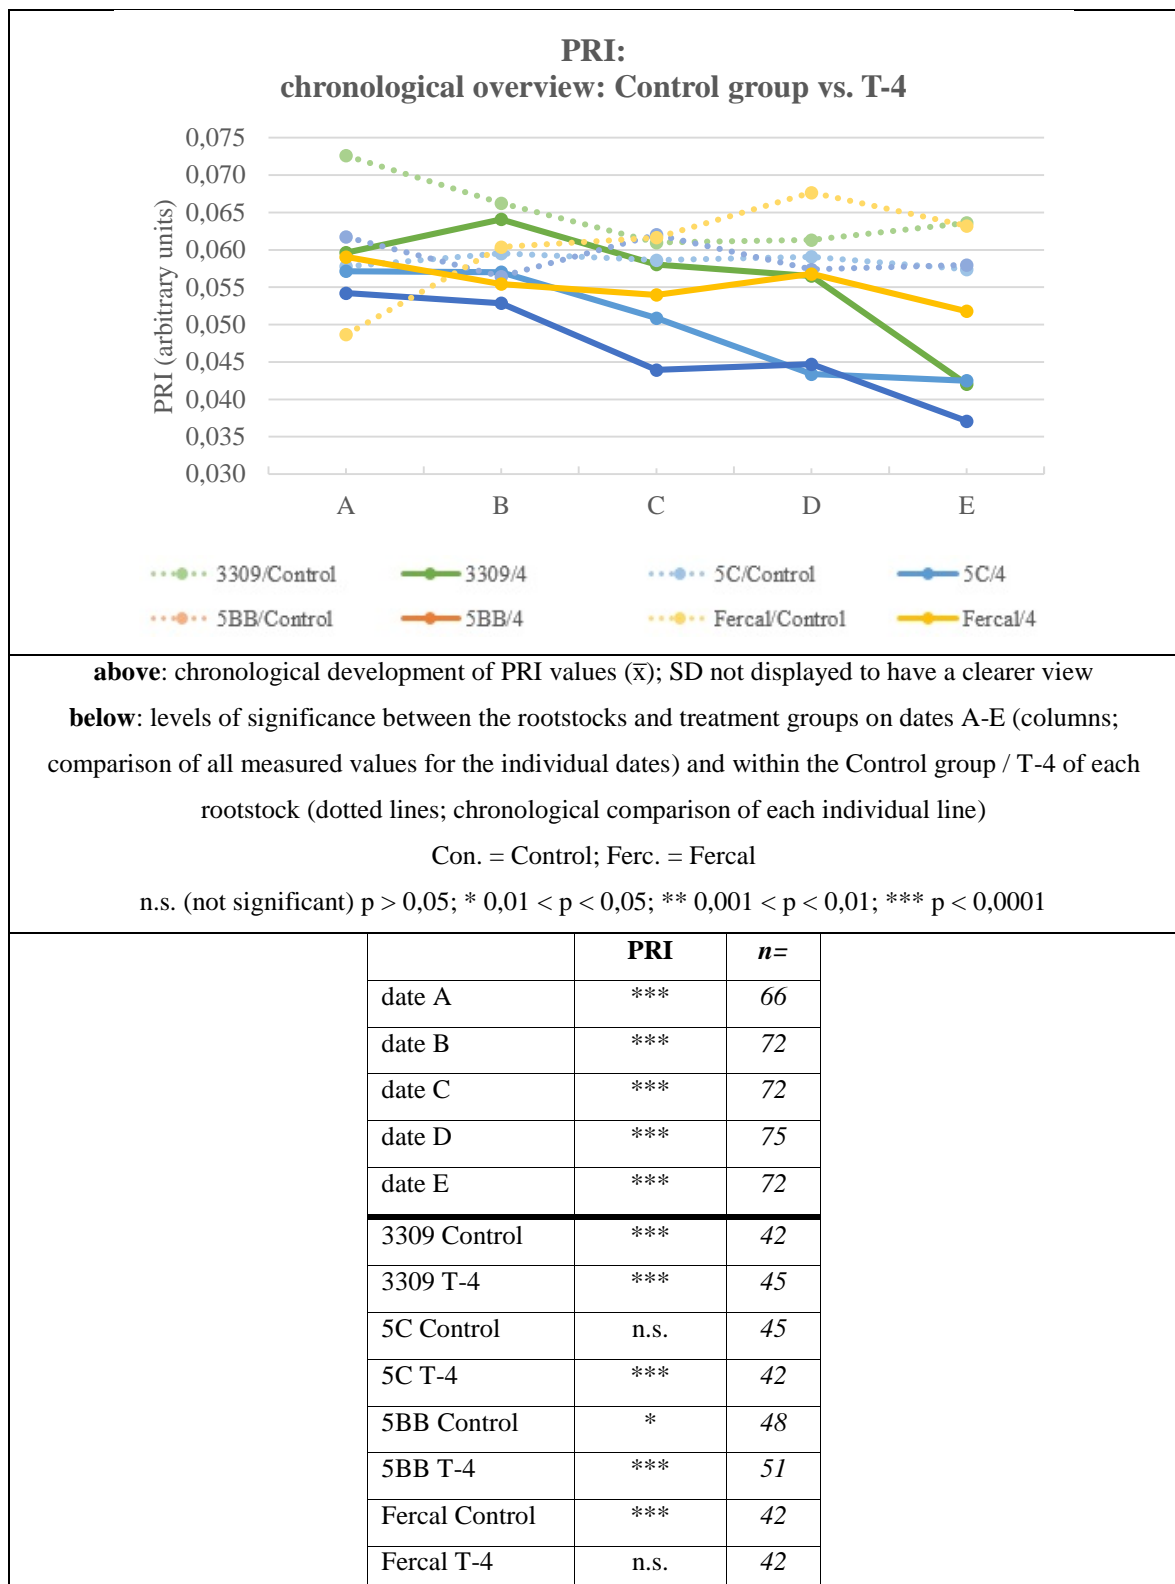 PRI:
chronological overview: Control group vs. T-4
PRI (arbitrary units)
0,075
0,070
0,065
0,060
0,055
0,050
0,045
0,040
0,035
0,030
A B C D E
3309/Control 3309/4 5C/Control 5C/4
5BB/Control 5BB/4 Fercal/Control Fercal/4
above: chronological development of PRI values (x̅); SD not displayed to have a clearer view
below: levels of significance between the rootstocks and treatment groups on dates A-E (columns;
comparison of all measured values for the individual dates) and within the Control group / T-4 of each
rootstock (dotted lines; chronological comparison of each individual line)
Con. = Control; Ferc. = Fercal
n.s. (not significant) p > 0,05; * 0,01 < p < 0,05; ** 0,001 < p < 0,01; *** p < 0,0001
PRI n=
date A *** 66
date B *** 72
date C *** 72
date D *** 75
date E *** 72
3309 Control *** 42
3309 T-4 *** 45
5C Control n.s. 45
5C T-4 *** 42
5BB Control * 48
5BB T-4 *** 51
Fercal Control *** 42
Fercal T-4 n.s. 42